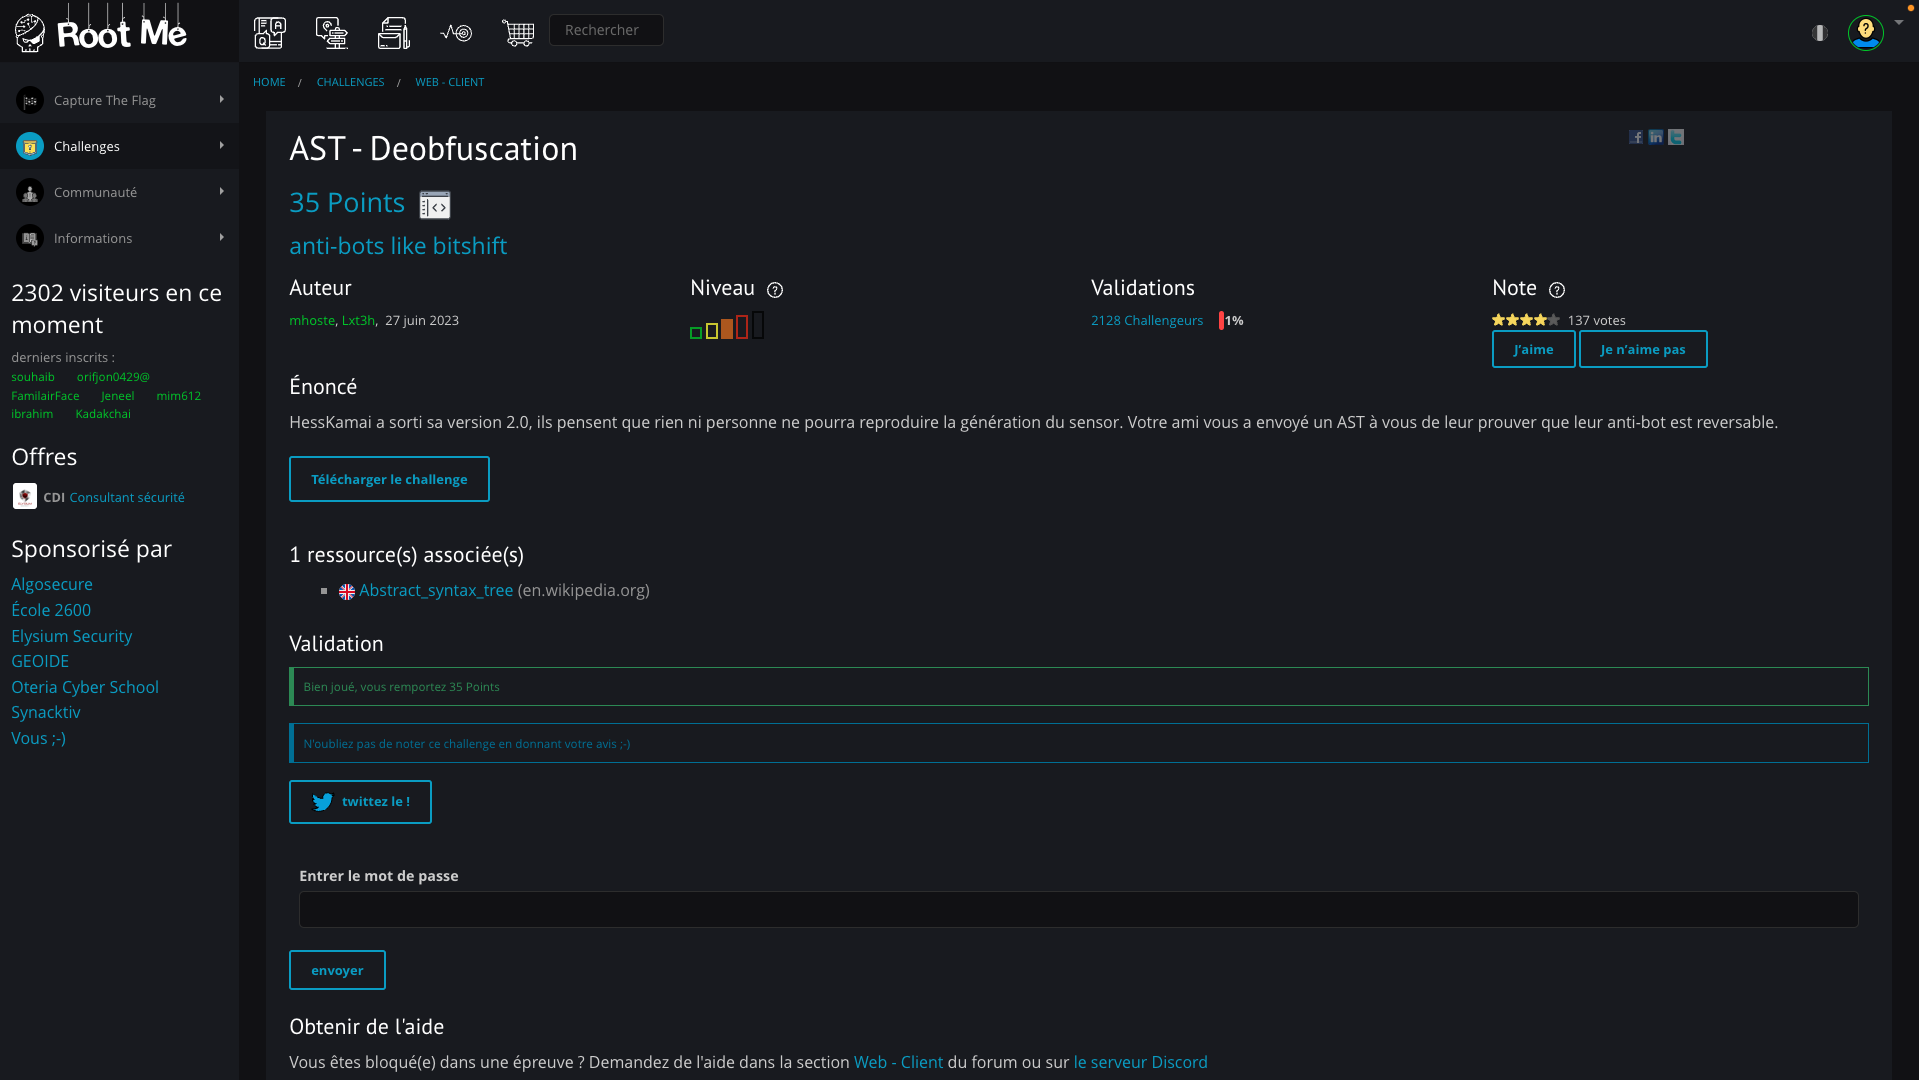 Root Me
Rechercher
HOME / CHALLENGES / WEB - CLIENT
Capture The Flag
Challenges
Communauté
Informations
2302 visiteurs en ce
moment
derniers inscrits :
souhaib orifjon0429@
FamilairFace Jeneel mim612
ibrahim Kadakchai
Offres
CDI Consultant sécurité
Sponsorisé par
Algosecure
École 2600
Elysium Security
GEOIDE
Oteria Cyber School
Synacktiv
Vous ;-)
AST - Deobfuscation
35 Points
anti-bots like bitshift
Auteur
mhoste, Lxt3h, 27 juin 2023
Niveau ?
Validations
2128 Challengeurs 1%
Note ?
137 votes
J’aime Je n’aime pas
Énoncé
HessKamai a sorti sa version 2.0, ils pensent que rien ni personne ne pourra reproduire la génération du sensor. Votre ami vous a envoyé un AST à vous de leur prouver que leur anti-bot est reversable.
Télécharger le challenge
1 ressource(s) associée(s)
Abstract_syntax_tree (en.wikipedia.org)
Validation
Bien joué, vous remportez 35 Points
N'oubliez pas de noter ce challenge en donnant votre avis ;-)
twittez le !
Entrer le mot de passe
envoyer
Obtenir de l'aide
Vous êtes bloqué(e) dans une épreuve ? Demandez de l'aide dans la section Web - Client du forum ou sur le serveur Discord